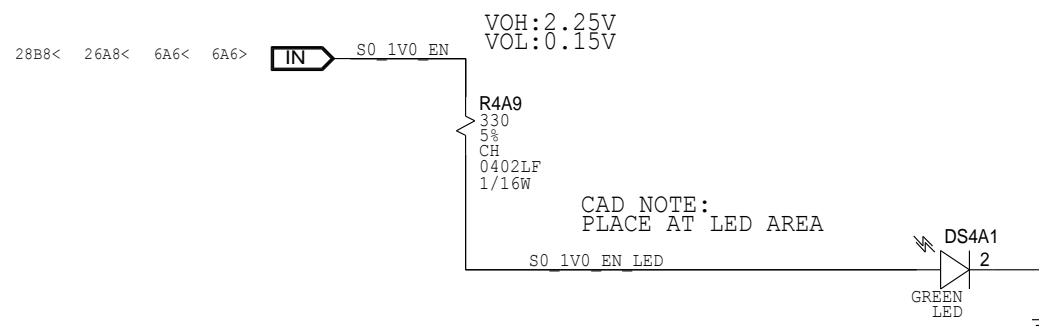 VOH:2.25V
VOL:0.15V
28B8< 26A8< 6A6< 6A6> IN S0_1V0_EN
R4A9
330
5%
CH
0402LF
1/16W
CAD NOTE:
PLACE AT LED AREA
DS4A1
S0_1V0_EN_LED 2
GREEN
LED